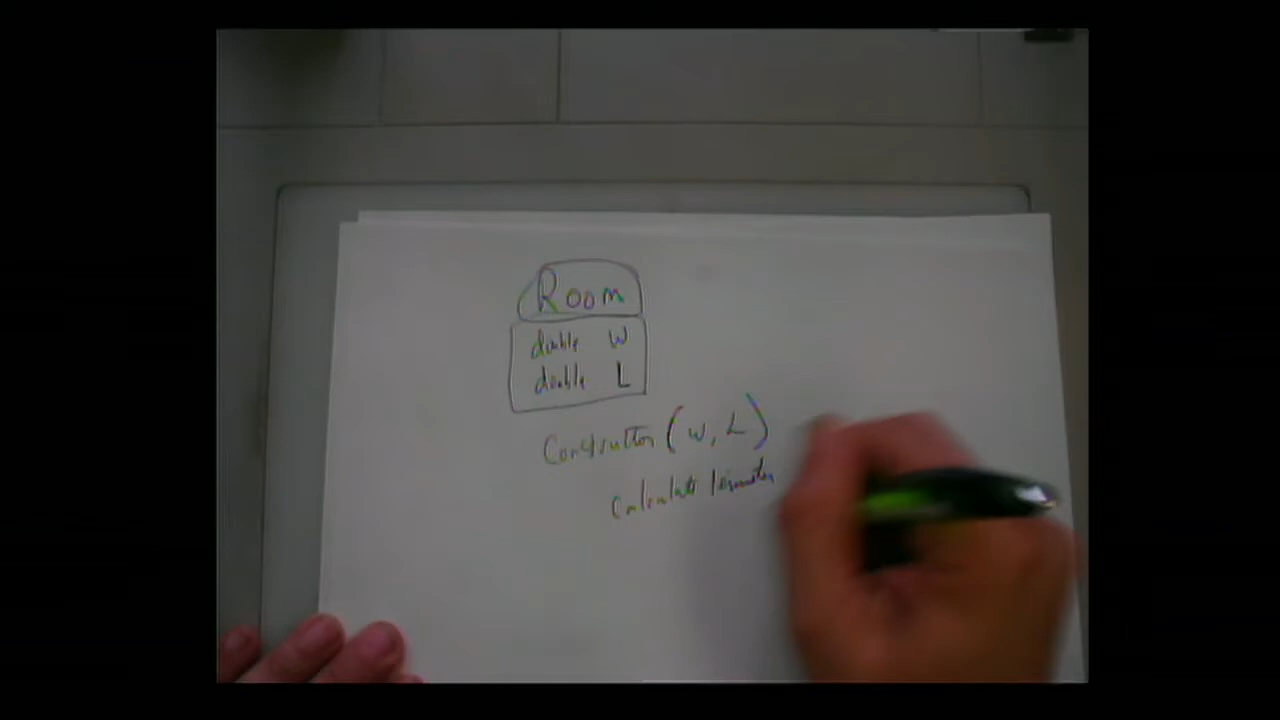 Room
double W
double L
Constructor (W, L)
Calculate Perimeter